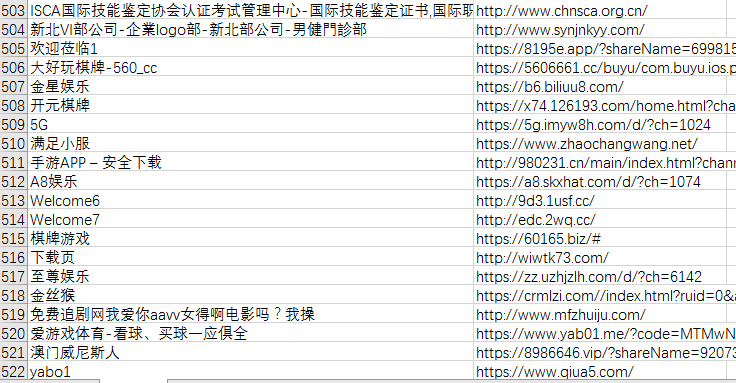 503 ISCA国际技能鉴定协会认证考试管理中心-国际技能鉴定证书,国际职 http://www.chnsca.org.cn/
504 新北VI部公司-企業logo部-新北部公司-男健門診部 http://www.synjnkyy.com/
505 欢迎莅临1 https://8195e.app/?shareName=699815
506 大好玩棋牌-560_cc https://5606661.cc/buyu/com.buyu.ios.p
507 金星娱乐 https://b6.biliuu8.com/
508 开元棋牌 https://x74.126193.com/home.html?cha
509 5G https://5g.imyw8h.com/d/?ch=1024
510 满足小服 https://www.zhaochangwang.net/
511 手游APP – 安全下载 http://980231.cn/main/index.html?chann
512 A8娱乐 https://a8.skxhat.com/d/?ch=1074
513 Welcome6 http://9d3.1usf.cc/
514 Welcome7 http://edc.2wq.cc/
515 棋牌游戏 https://60165.biz/#
516 下载页 http://wiwtk73.com/
517 至尊娱乐 https://zz.uzhjzlh.com/d/?ch=6142
518 金丝猴 https://crmlzi.com//index.html?ruid=0&a
519 免费追剧网我爱你aavv女得啊电影吗？我操 http://www.mfzhuiju.com/
520 爱游戏体育-看球、买球一应俱全 https://www.yab01.me/?code=MTMwN
521 澳门威尼斯人 https://8986646.vip/?shareName=92073
522 yabo1 https://www.qiua5.com/